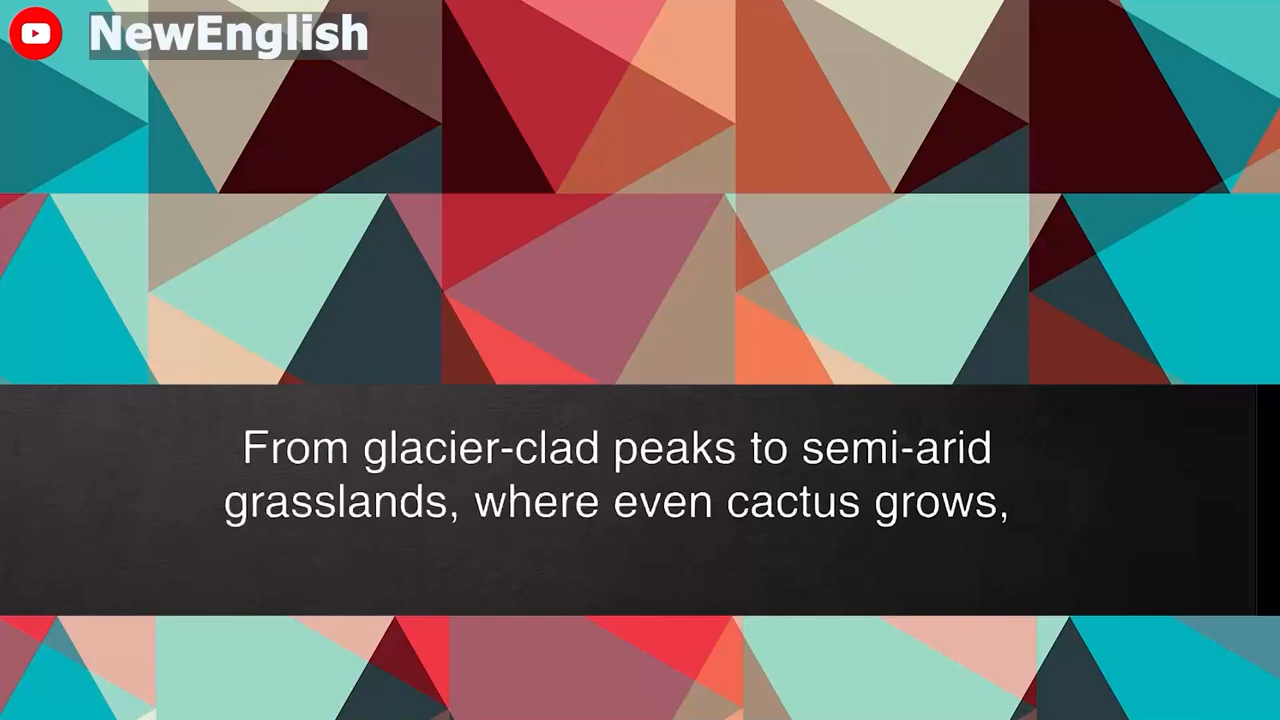 NewEnglish
From glacier-clad peaks to semi-arid
grasslands, where even cactus grows,